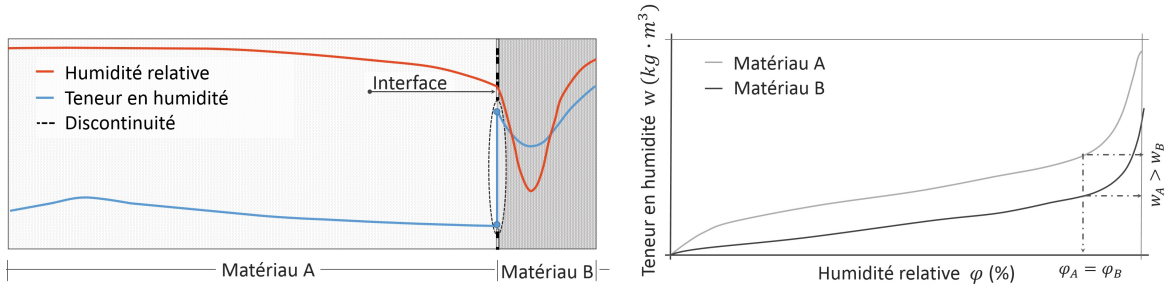 Humidité relative
Teneur en humidité
Discontinuité
Interface
Matériau A
Matériau B
Teneur en humidité w (kg · m³)
Matériau A
Matériau B
w_A > w_B
Humidité relative φ (%)
φ_A = φ_B